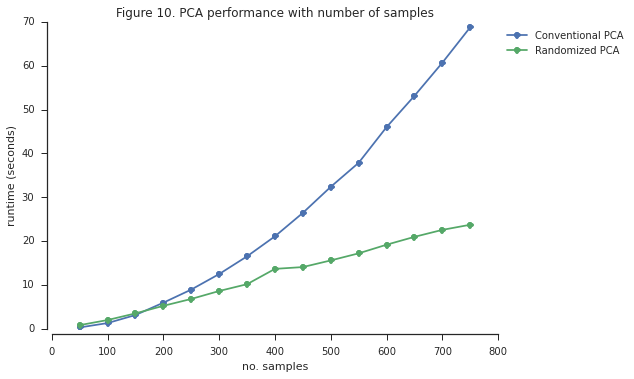 Figure 10. PCA performance with number of samples
Conventional PCA
Randomized PCA
runtime (seconds)
70
60
50
40
30
20
10
0
0 100 200 300 400 500 600 700 800
no. samples